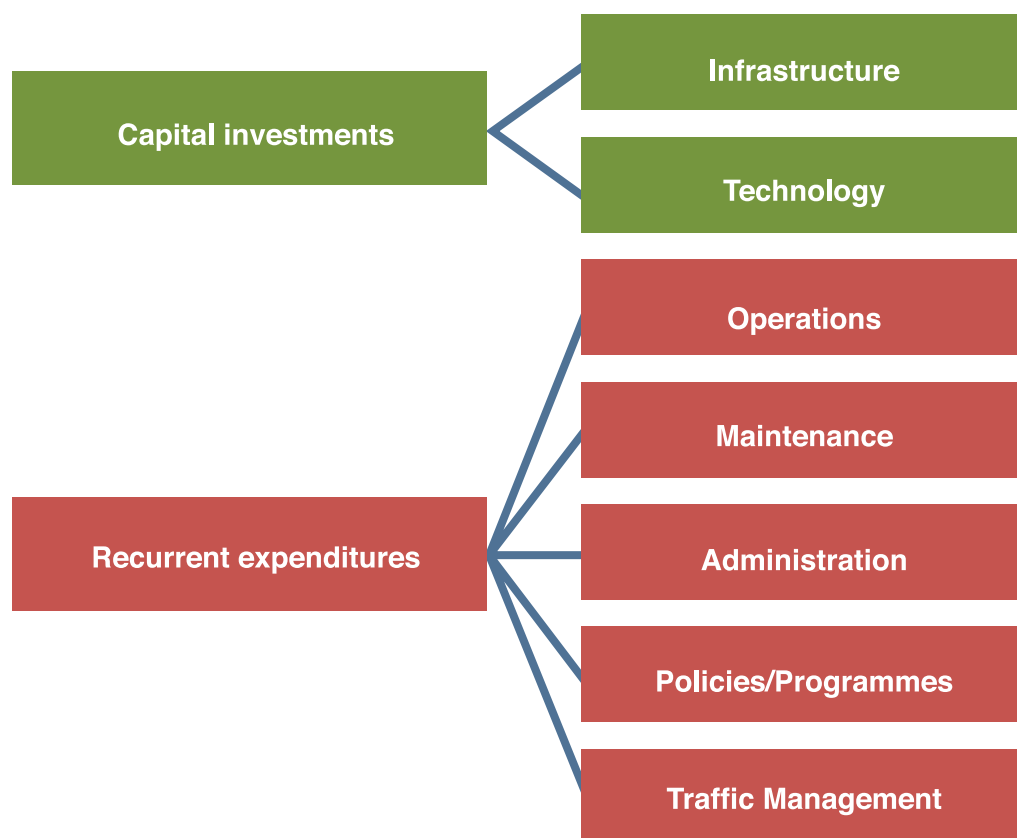 Capital investments
Infrastructure
Technology
Recurrent expenditures
Operations
Maintenance
Administration
Policies/Programmes
Traffic Management